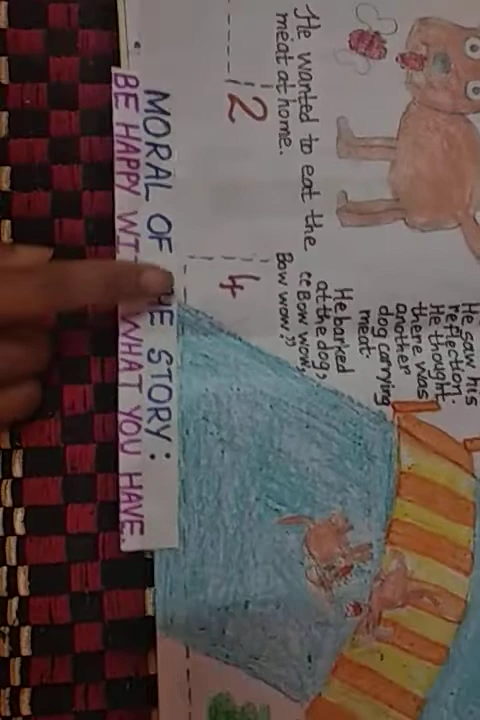 He wanted to eat the
meat at home.
2
He saw his
reflection.
He thought
there was
another
dog carrying
meat.
He barked
at the dog,
"Bow wow,
Bow wow"
4
MORAL OF THE STORY:
BE HAPPY WITH WHAT YOU HAVE.